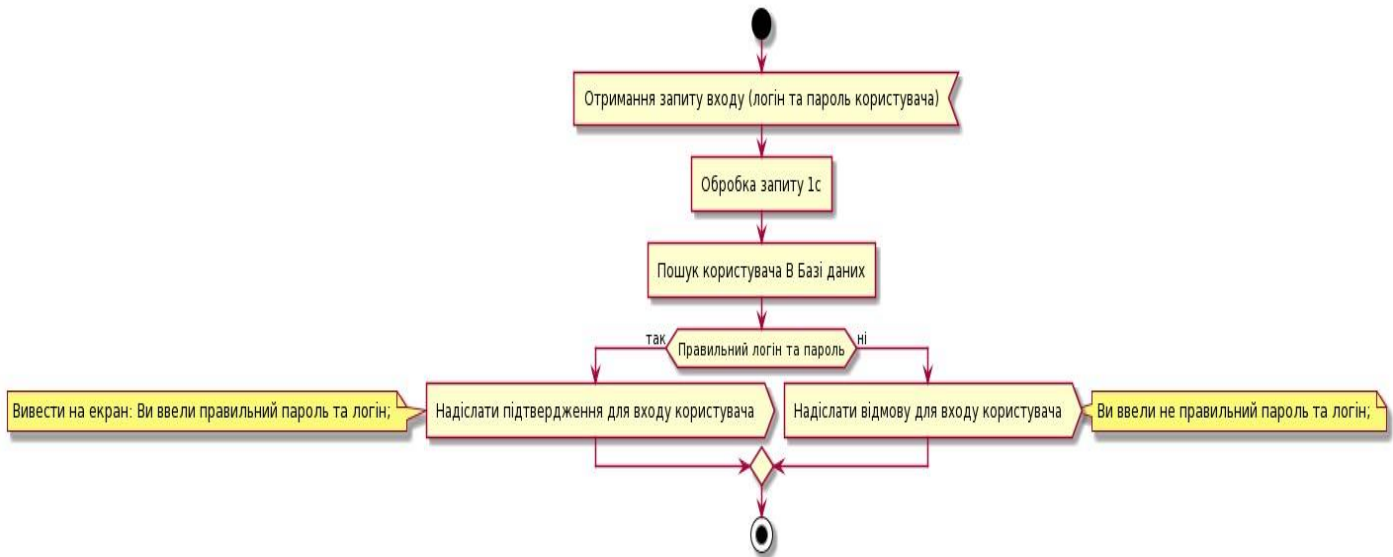 Отримання запиту входу (логін та пароль користувача)
Обробка запиту 1с
Пошук користувача В Базі даних
так
Правильний логін та пароль
ні
Вивести на екран: Ви ввели правильний пароль та логін;
Надіслати підтвердження для входу користувача
Надіслати відмову для входу користувача
Ви ввели не правильний пароль та логін;